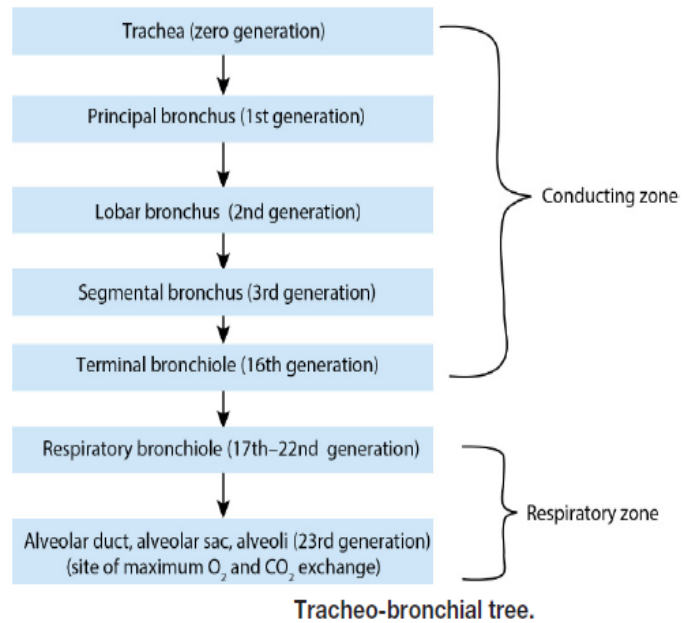 Trachea (zero generation)
Principal bronchus (1st generation)
Lobar bronchus (2nd generation)
Conducting zone
Segmental bronchus (3rd generation)
Terminal bronchiole (16th generation)
Respiratory bronchiole (17th–22nd generation)
Respiratory zone
Alveolar duct, alveolar sac, alveoli (23rd generation)
(site of maximum O₂ and CO₂ exchange)
Tracheo-bronchial tree.